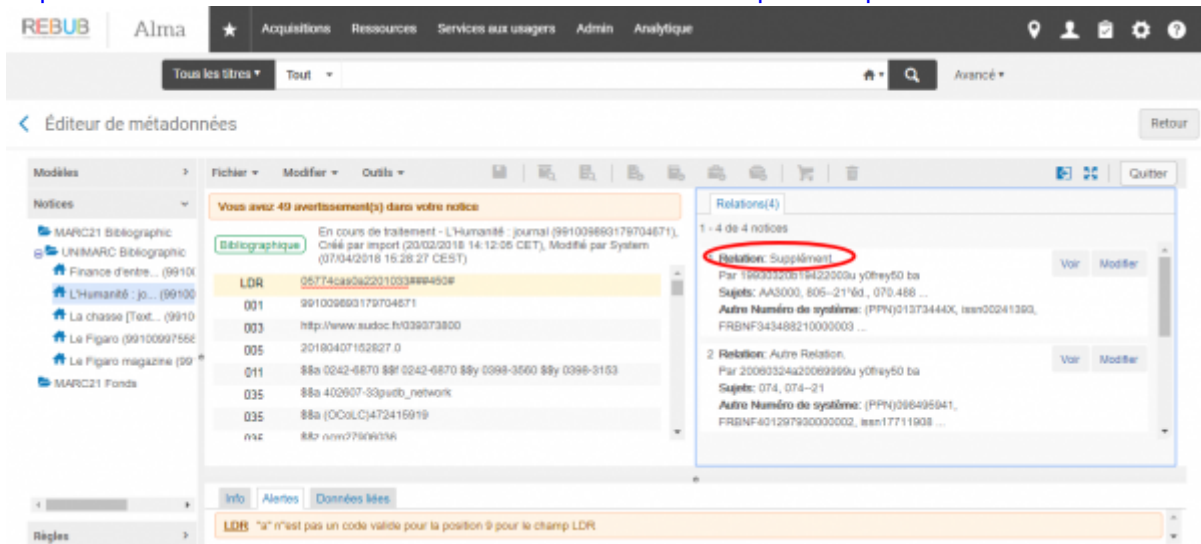 REBUB Alma Acquisitions Ressources Services aux usagers Admin Analytique
Tous les titres Tout Avancé
Éditeur de métadonnées Retour
Modèles Fichier Modifier Outils Quitter
Notices Vous avez 49 avertissement(s) dans votre notice Relations(4)
MARC21 Bibliographic
UNIMARC Bibliographic
Finance d'entre... (99100
L'Humanité : jo... (99100
La chasse [Text... (9910
Le Figaro (99100997556
Le Figaro magazine (99
MARC21 Fonds
Règles
Bibliographique En cours de traitement - L'Humanité : journal (991009893179704671),
Créé par import (20/02/2018 14:12:05 CET), Modifié par System
(07/04/2018 15:28:27 CEST)
LDR
001 991009893179704671
003 http://www.sudoc.fr/039373800
005 20180407152827.0
011 $$a 0242-6870 $$f 0242-6870 $$y 0398-3560 $$y 0398-3153
035 $$a 402607-33pudb_network
035 $$a (OCoLC)472415919
035 $$z ocm27906036
1 - 4 de 4 notices
Relation: Supplément.
Voir Modifier
Sujets: AA3000, 805--21*éd., 070.488 ...
Autre Numéro de système: (PPN)01373444X, issn00241393,
FRBNF343488210000003 ...
2 Relation: Autre Relation.
Par 20060324a20069999u y0frey50 ba
Voir Modifier
Sujets: 074, 074--21
Autre Numéro de système: (PPN)098495941,
FRBNF401297930000002, issn17711908 ...
Info Alertes Données liées
LDR "a" n'est pas un code valide pour la position 9 pour le champ LDR